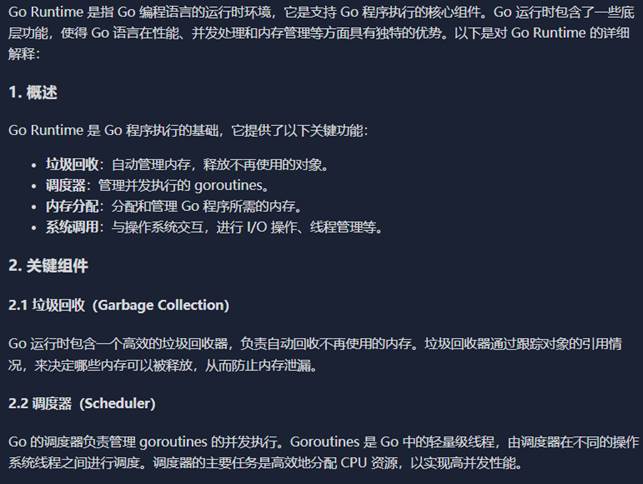 Go Runtime 是指 Go 编程语言的运行时环境，它是支持 Go 程序执行的核心组件。Go 运行时包含了一些底
层功能，使得 Go 语言在性能、并发处理和内存管理等方面具有独特的优势。以下是对 Go Runtime 的详细
解释：
1. 概述
Go Runtime 是 Go 程序执行的基础，它提供了以下关键功能：
• 垃圾回收：自动管理内存，释放不再使用的对象。
• 调度器：管理并发执行的 goroutines。
• 内存分配：分配和管理 Go 程序所需的内存。
• 系统调用：与操作系统交互，进行 I/O 操作、线程管理等。
2. 关键组件
2.1 垃圾回收（Garbage Collection）
Go 运行时包含一个高效的垃圾回收器，负责自动回收不再使用的内存。垃圾回收器通过跟踪对象的引用情
况，来决定哪些内存可以被释放，从而防止内存泄漏。
2.2 调度器（Scheduler）
Go 的调度器负责管理 goroutines 的并发执行。Goroutines 是 Go 中的轻量级线程，由调度器在不同的操作
系统线程之间进行调度。调度器的主要任务是高效地分配 CPU 资源，以实现高并发性能。